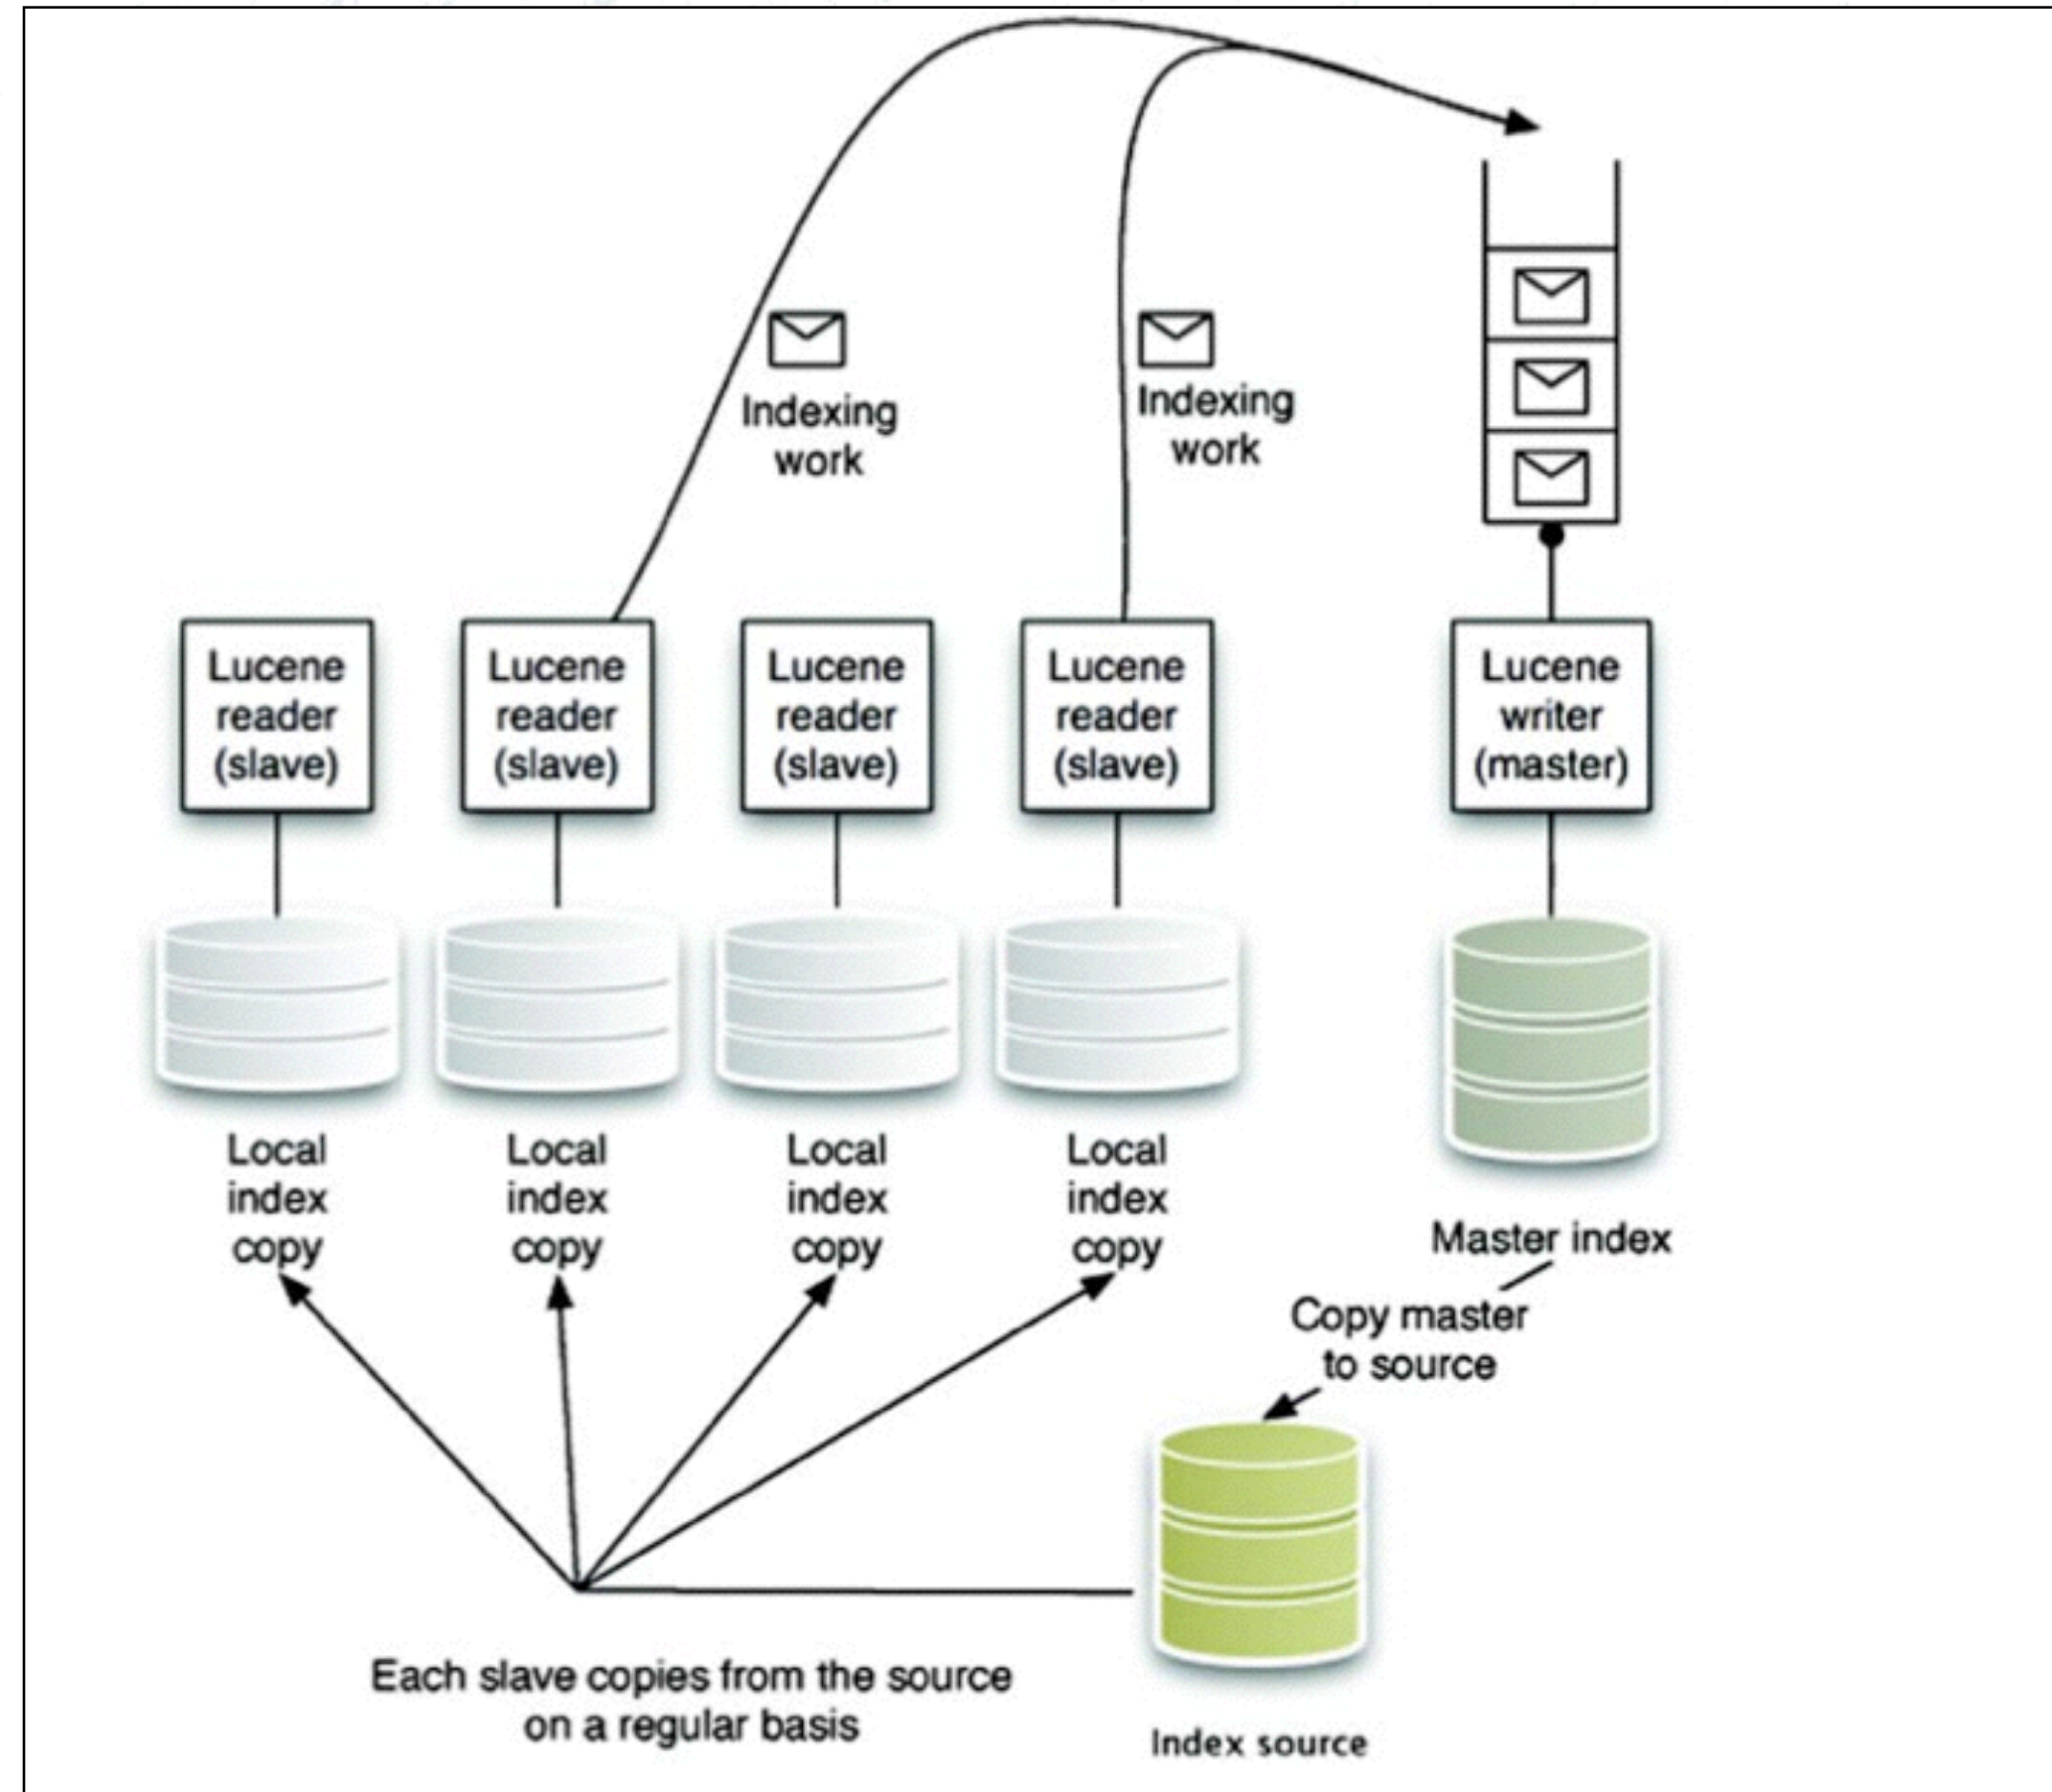 Indexing
work
Indexing
work
Lucene
reader
(slave)
Lucene
reader
(slave)
Lucene
reader
(slave)
Lucene
reader
(slave)
Lucene
writer
(master)
Local
index
copy
Local
index
copy
Local
index
copy
Local
index
copy
Master index
Copy master
to source
Each slave copies from the source
on a regular basis
Index source